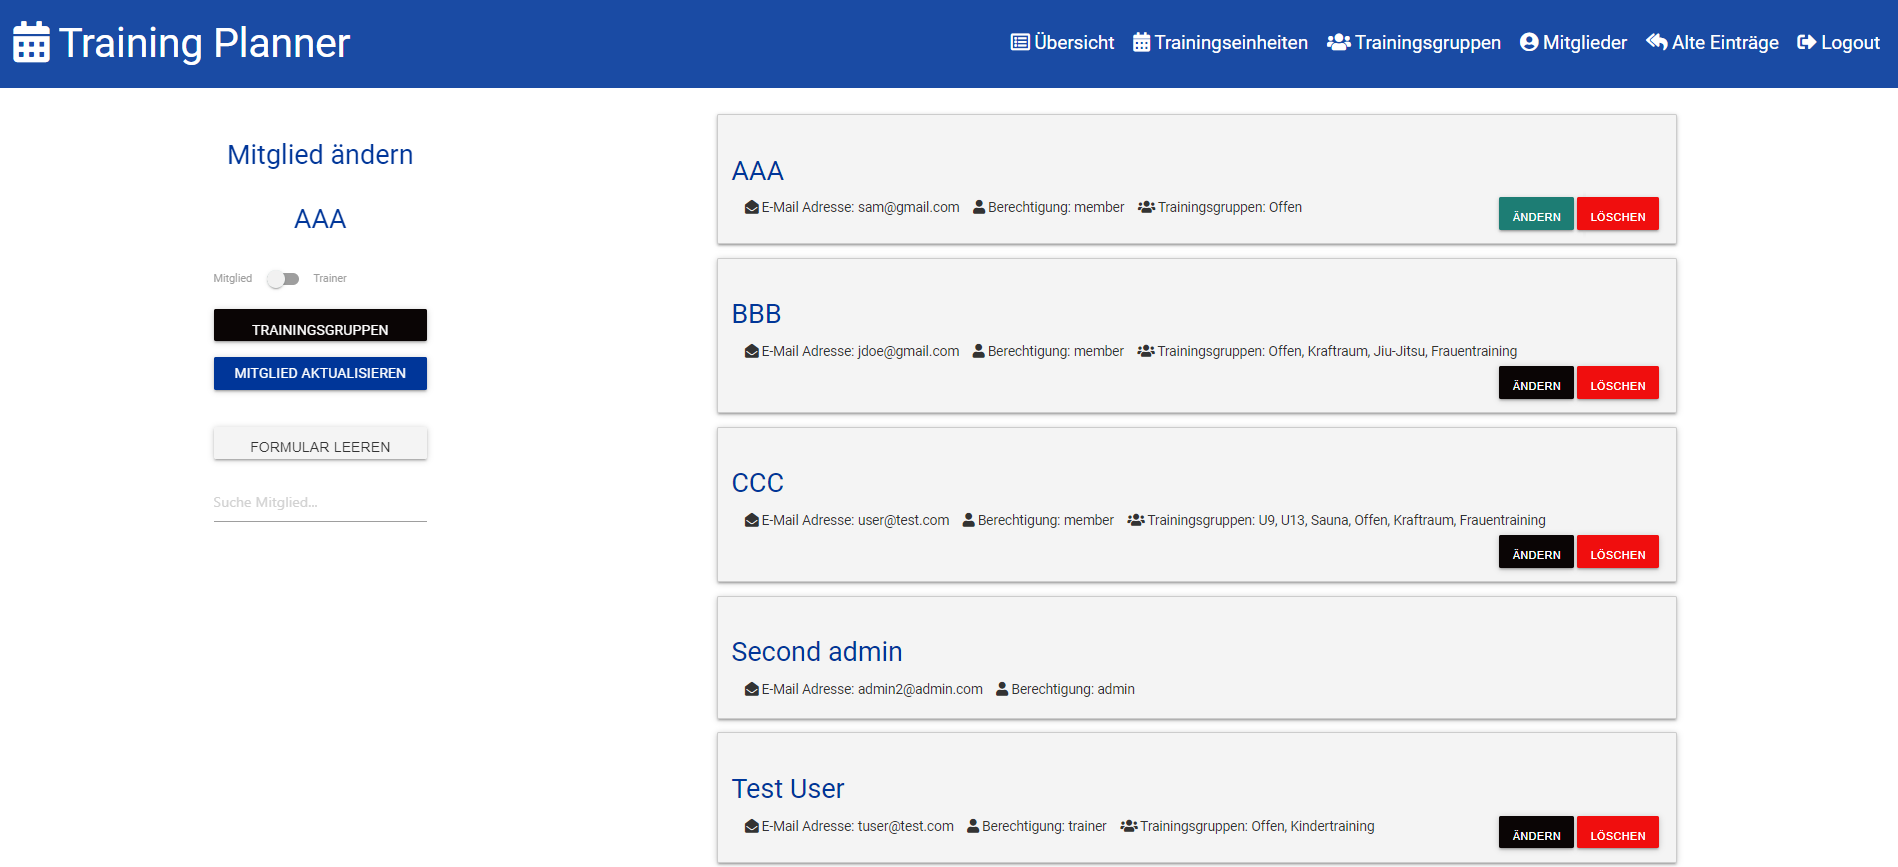 Training Planner
Übersicht Trainingseinheiten Trainingsgruppen Mitglieder Alte Einträge Logout
Mitglied ändern
AAA
Mitglied Trainer
TRAININGSGRUPPEN
MITGLIED AKTUALISIEREN
FORMULAR LEEREN
Suche Mitglied...
AAA
E-Mail Adresse: sam@gmail.com Berechtigung: member Trainingsgruppen: Offen
ÄNDERN LÖSCHEN
BBB
E-Mail Adresse: jdoe@gmail.com Berechtigung: member Trainingsgruppen: Offen, Kraftraum, Jiu-Jitsu, Frauentraining
ÄNDERN LÖSCHEN
CCC
E-Mail Adresse: user@test.com Berechtigung: member Trainingsgruppen: U9, U13, Sauna, Offen, Kraftraum, Frauentraining
ÄNDERN LÖSCHEN
Second admin
E-Mail Adresse: admin2@admin.com Berechtigung: admin
Test User
E-Mail Adresse: tuser@test.com Berechtigung: trainer Trainingsgruppen: Offen, Kindertraining
ÄNDERN LÖSCHEN